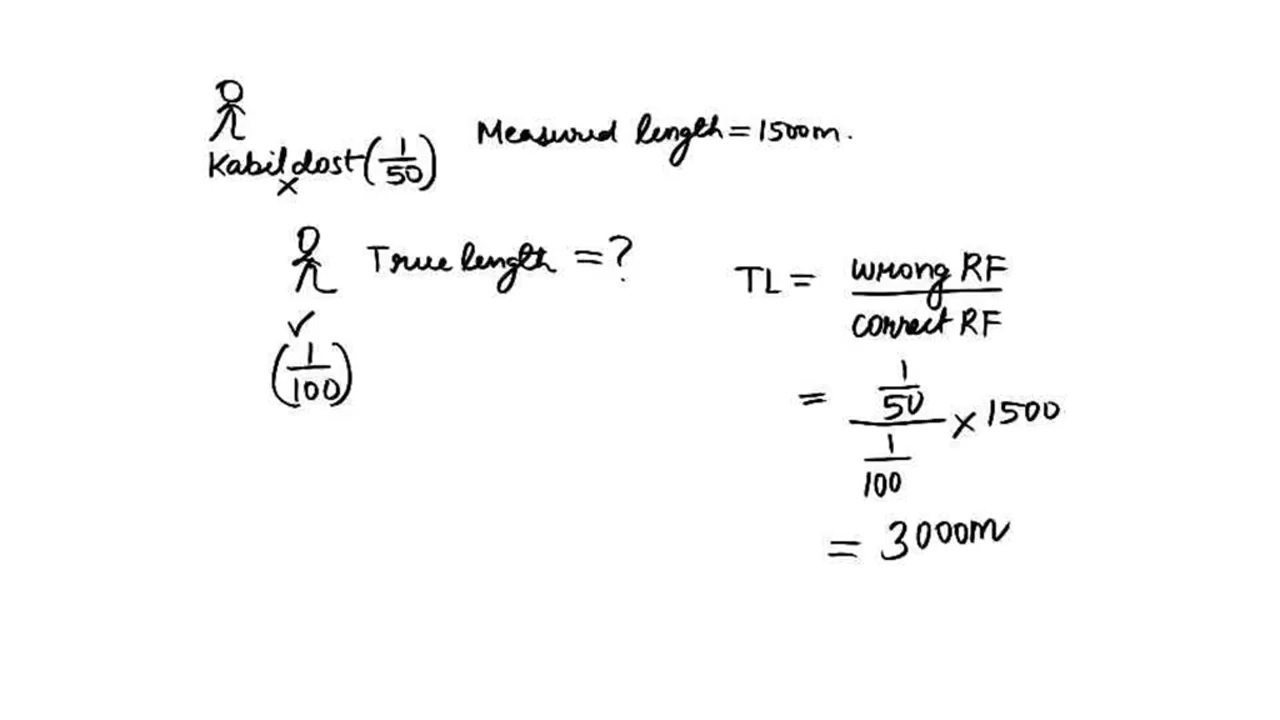 Measured length = 1500m.
Kabil dost (1/50)
×
True length = ?
✓
(1/100)
TL = wrong RF / correct RF
= (1/50) / (1/100) × 1500
= 3000m